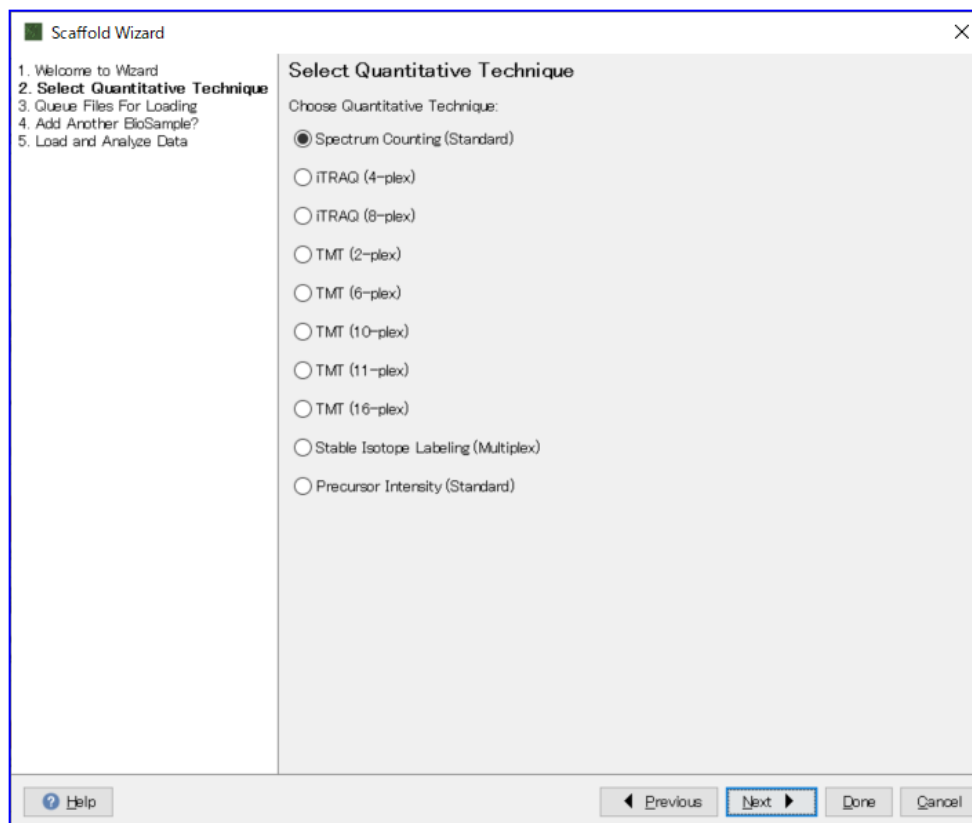 Scaffold Wizard
1. Welcome to Wizard
2. Select Quantitative Technique
3. Queue Files For Loading
4. Add Another BioSample?
5. Load and Analyze Data
Select Quantitative Technique
Choose Quantitative Technique:
Spectrum Counting (Standard)
iTRAQ (4-plex)
iTRAQ (8-plex)
TMT (2-plex)
TMT (6-plex)
TMT (10-plex)
TMT (11-plex)
TMT (16-plex)
Stable Isotope Labeling (Multiplex)
Precursor Intensity (Standard)
? Help
Previous
Next
Done
Cancel